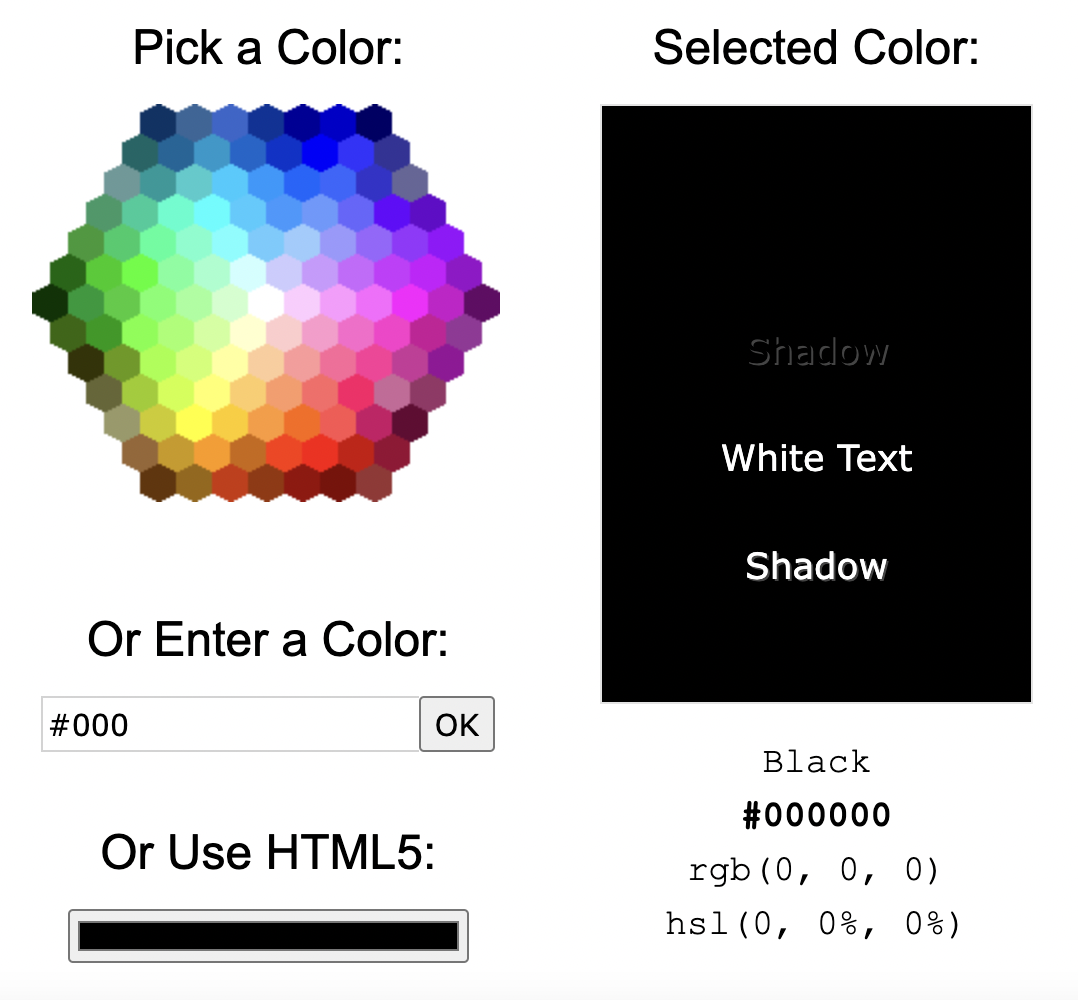 Pick a Color:
Or Enter a Color:
#000 OK
Or Use HTML5:
Selected Color:
Shadow
White Text
Shadow
Black
#000000
rgb(0, 0, 0)
hsl(0, 0%, 0%)